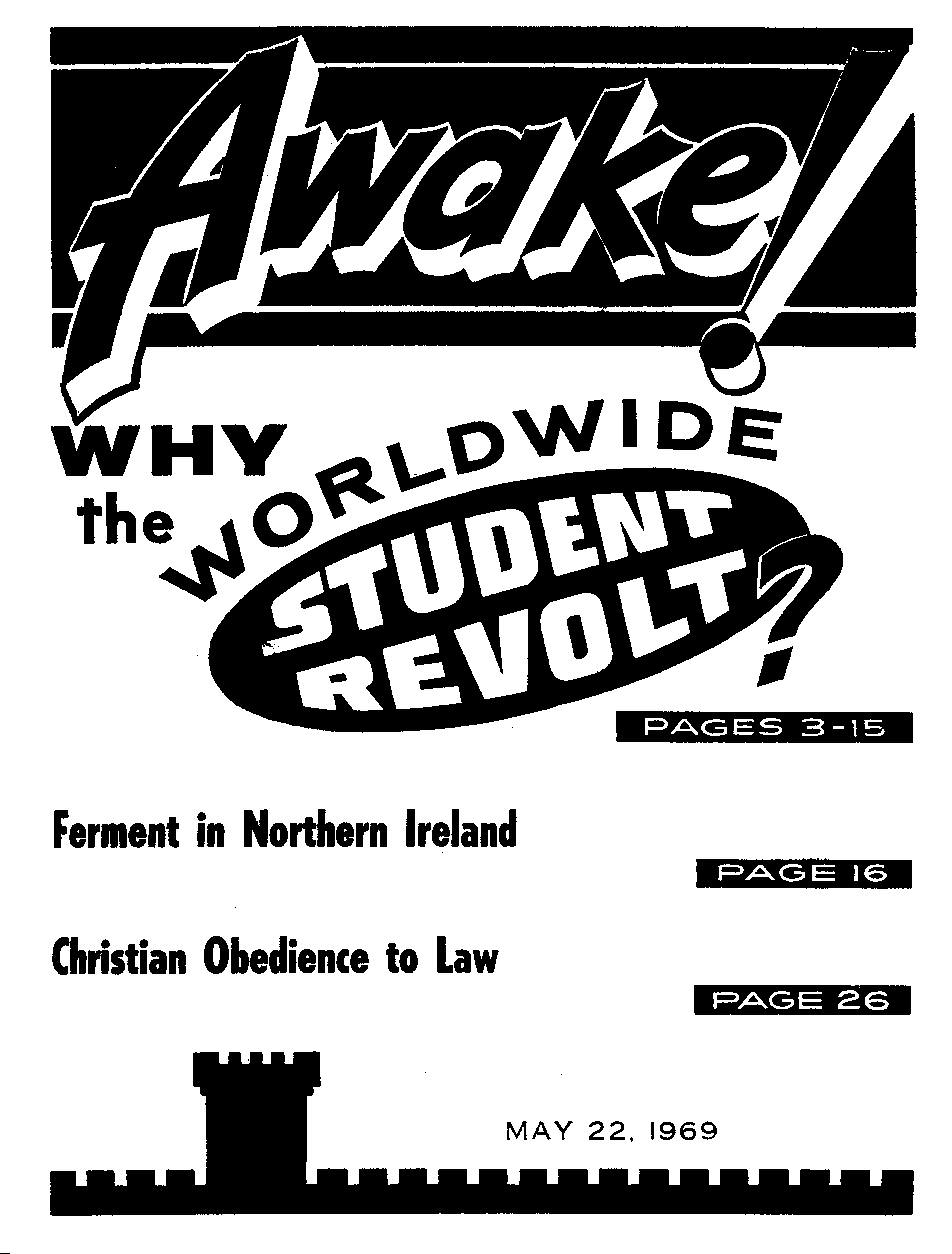 Awake!
WHY
the WORLDWIDE
STUDENT
REVOLT?
PAGES 3-15
Ferment in Northern Ireland
PAGE 16
Christian Obedience to Law
PAGE 26
MAY 22, 1969